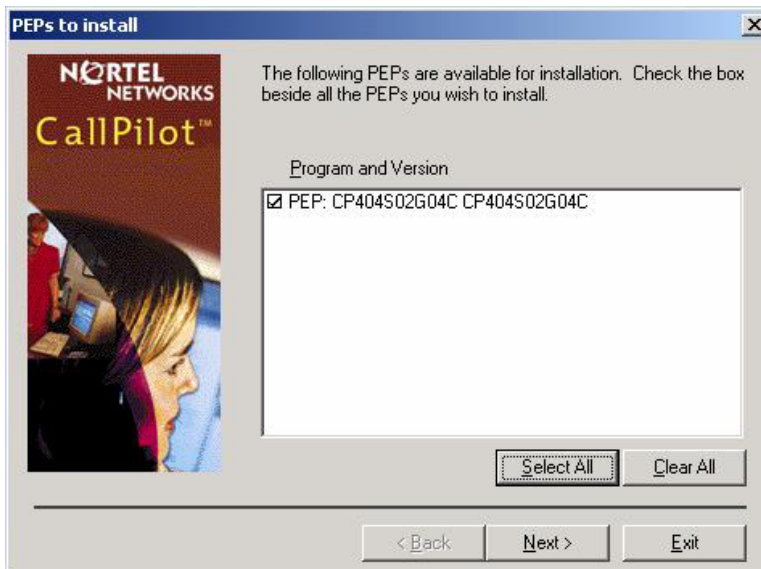 PEPs to install
NORTEL
NETWORKS
CallPilot™
The following PEPs are available for installation. Check the box
beside all the PEPs you wish to install.
Program and Version
PEP: CP404S02G04C CP404S02G04C
Select All
Clear All
< Back
Next >
Exit